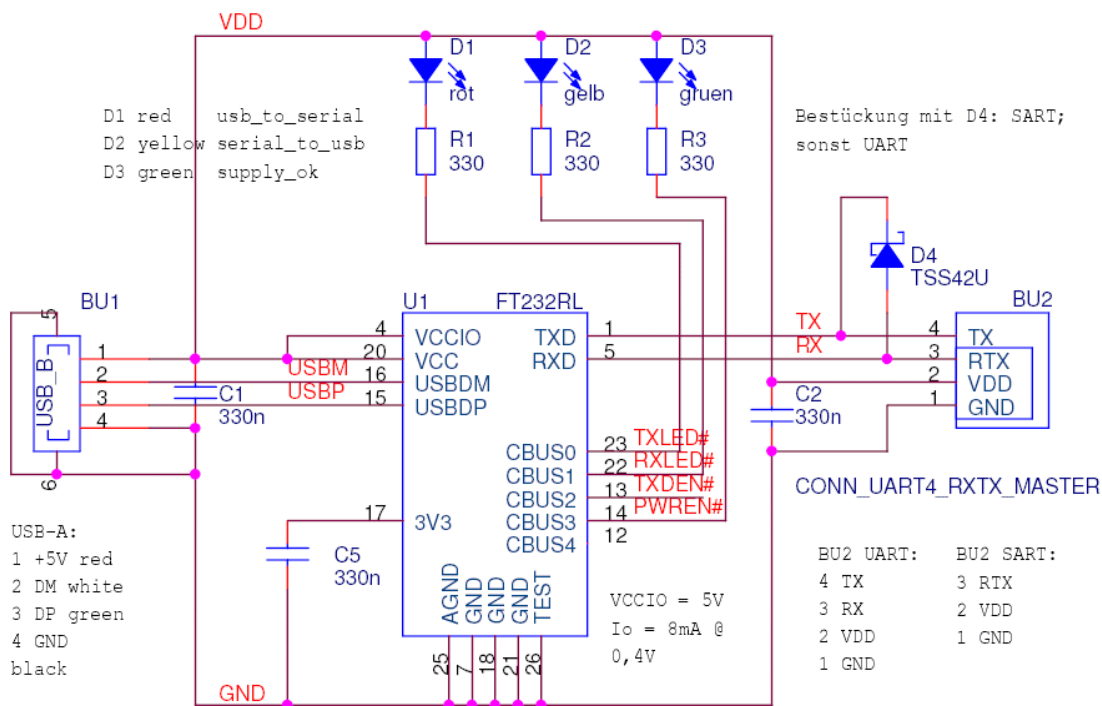 VDD
D1
rot
D2
gelb
D3
gruen
D1 red usb_to_serial
D2 yellow serial_to_usb
D3 green supply_ok
R1
330
R2
330
R3
330
Bestückung mit D4: SART;
sonst UART
D4
TSS42U
BU1
5
USB_B
1
2
3
4
6
C1
330n
USBM
USBP
U1
FT232RL
4 VCCIO
20 VCC
16 USBDM
15 USBDP
17 3V3
TXD 1
RXD 5
CBUS0 23 TXLED#
CBUS1 22 RXLED#
CBUS2 13 TXDEN#
CBUS3 14 PWREN#
CBUS4 12
AGND
GND
GND
GND
TEST
25
7
18
21
26
TX
RX
C2
330n
BU2
4 TX
3 RTX
2 VDD
1 GND
CONN_UART4_RXTX_MASTER
C5
330n
USB-A:
1 +5V red
2 DM white
3 DP green
4 GND
black
VCCIO = 5V
Io = 8mA @
0,4V
BU2 UART:
4 TX
3 RX
2 VDD
1 GND
BU2 SART:
3 RTX
2 VDD
1 GND
GND